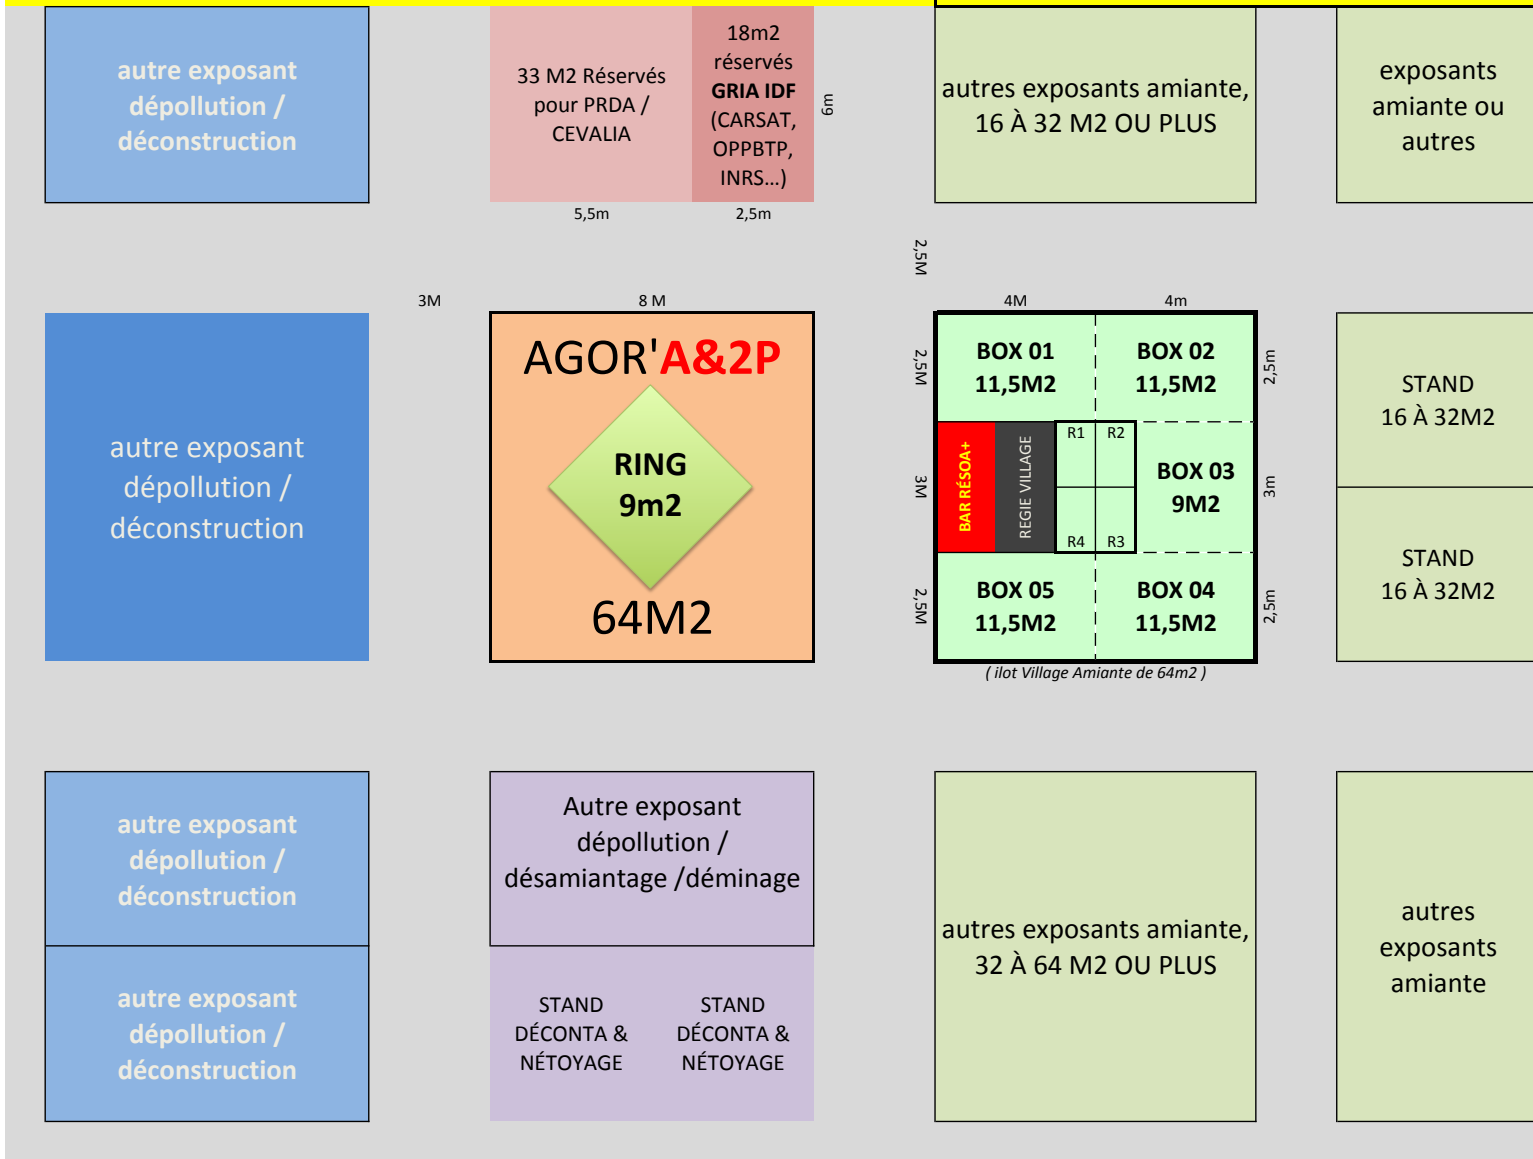 autre exposant
dépollution /
déconstruction
33 M2 Réservés
pour PRDA /
CEVALIA
18m2
réservés
GRIA IDF
(CARSAT,
OPPBTP,
INRS...)
6m
5,5m
2,5m
autres exposants amiante,
16 À 32 M2 OU PLUS
exposants
amiante ou
autres
2,5M
3M
8 M
4M
4m
autre exposant
dépollution /
déconstruction
AGOR'A&2P
RING
9m2
64M2
2,5M
3M
2,5M
BOX 01
11,5M2
BOX 02
11,5M2
BAR RÉSOA+
REGIE VILLAGE
R1
R2
R4
R3
BOX 03
9M2
BOX 05
11,5M2
BOX 04
11,5M2
2,5m
3m
2,5m
( ilot Village Amiante de 64m2 )
STAND
16 À 32M2
STAND
16 À 32M2
autre exposant
dépollution /
déconstruction
autre exposant
dépollution /
déconstruction
Autre exposant
dépollution /
désamiantage /déminage
STAND
DÉCONTA &
NÉTOYAGE
STAND
DÉCONTA &
NÉTOYAGE
autres exposants amiante,
32 À 64 M2 OU PLUS
autres
exposants
amiante